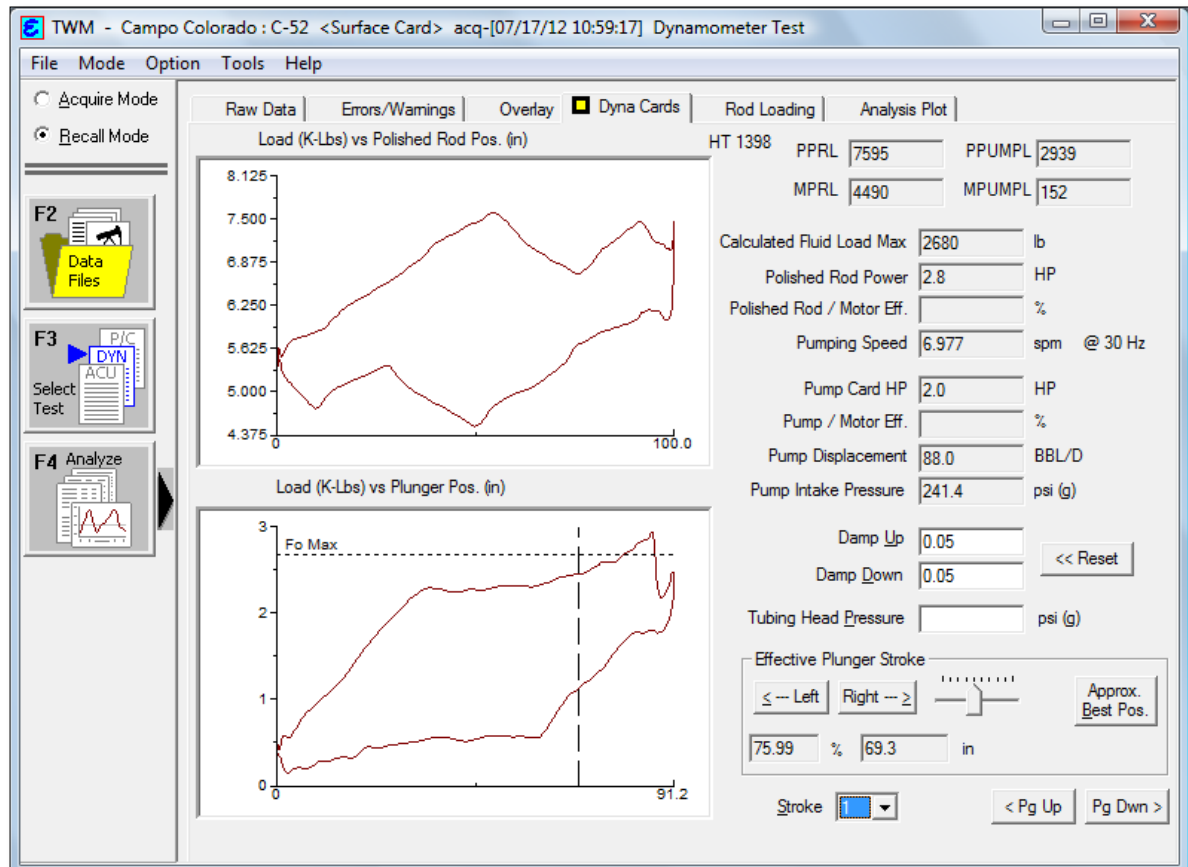 TWM - Campo Colorado : C-52 <Surface Card> acq-[07/17/12 10:59:17] Dynamometer Test
File Mode Option Tools Help
Acquire Mode
Recall Mode
F2
Data
Files
F3
P/C
DYN
ACU
Select
Test
F4 Analyze
Raw Data Errors/Warnings Overlay Dyna Cards Rod Loading Analysis Plot
Load (K-Lbs) vs Polished Rod Pos. (in)
8.125
7.500
6.875
6.250
5.625
5.000
4.375
0 100.0
Load (K-Lbs) vs Plunger Pos. (in)
3
Fo Max
2
1
0
0 91.2
HT 1398 PPRL 7595 PPUMPL 2939
MPRL 4490 MPUMPL 152
Calculated Fluid Load Max 2680 lb
Polished Rod Power 2.8 HP
Polished Rod / Motor Eff. %
Pumping Speed 6.977 spm @ 30 Hz
Pump Card HP 2.0 HP
Pump / Motor Eff. %
Pump Displacement 88.0 BBL/D
Pump Intake Pressure 241.4 psi (g)
Damp Up 0.05
Damp Down 0.05
<< Reset
Tubing Head Pressure psi (g)
Effective Plunger Stroke
< --- Left Right --- >
Approx.
Best Pos.
75.99 % 69.3 in
Stroke 1 < Pg Up Pg Dwn >